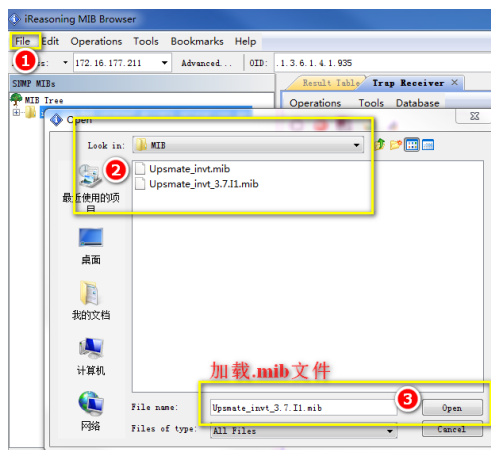 iReasoning MIB Browser
File Edit Operations Tools Bookmarks Help
1
s: 172.16.177.211 Advanced... OID: .1.3.6.1.4.1.935
SNMP MIBs
Result Table Trap Receiver
MIB Tree
Operations Tools Database
Open
Look in: MIB
2
Upsmate_invt.mib
Upsmate_invt_3.7.I1.mib
最近使用的项
目
桌面
我的文档
计算机
网络
加载.mib文件
3
File name: Upsmate_invt_3.7.I1.mib Open
Files of type: All Files Cancel